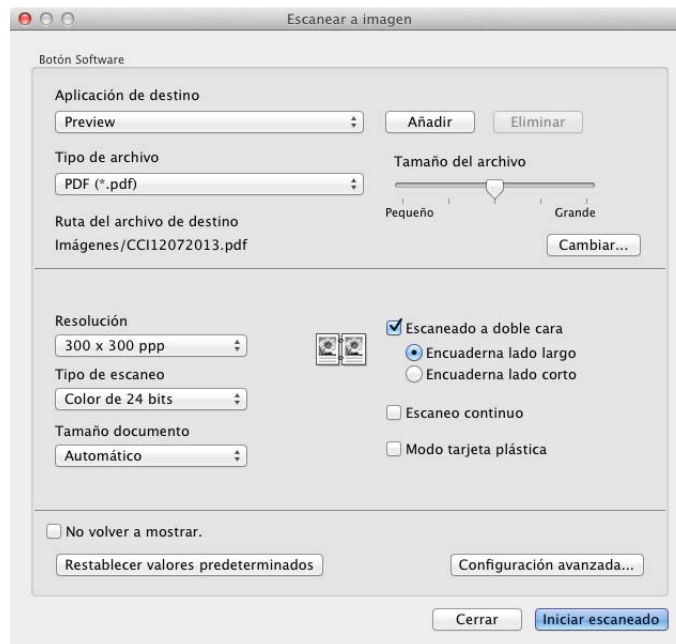 Escanear a imagen
Botón Software
Aplicación de destino
Preview
Añadir
Eliminar
Tipo de archivo
PDF (*.pdf)
Tamaño del archivo
Pequeño
Grande
Ruta del archivo de destino
Imágenes/CCI12072013.pdf
Cambiar...
Resolución
300 x 300 ppp
Tipo de escaneo
Color de 24 bits
Tamaño documento
Automático
Escaneado a doble cara
Encuaderna lado largo
Encuaderna lado corto
Escaneo continuo
Modo tarjeta plástica
No volver a mostrar.
Restablecer valores predeterminados
Configuración avanzada...
Cerrar
Iniciar escaneado